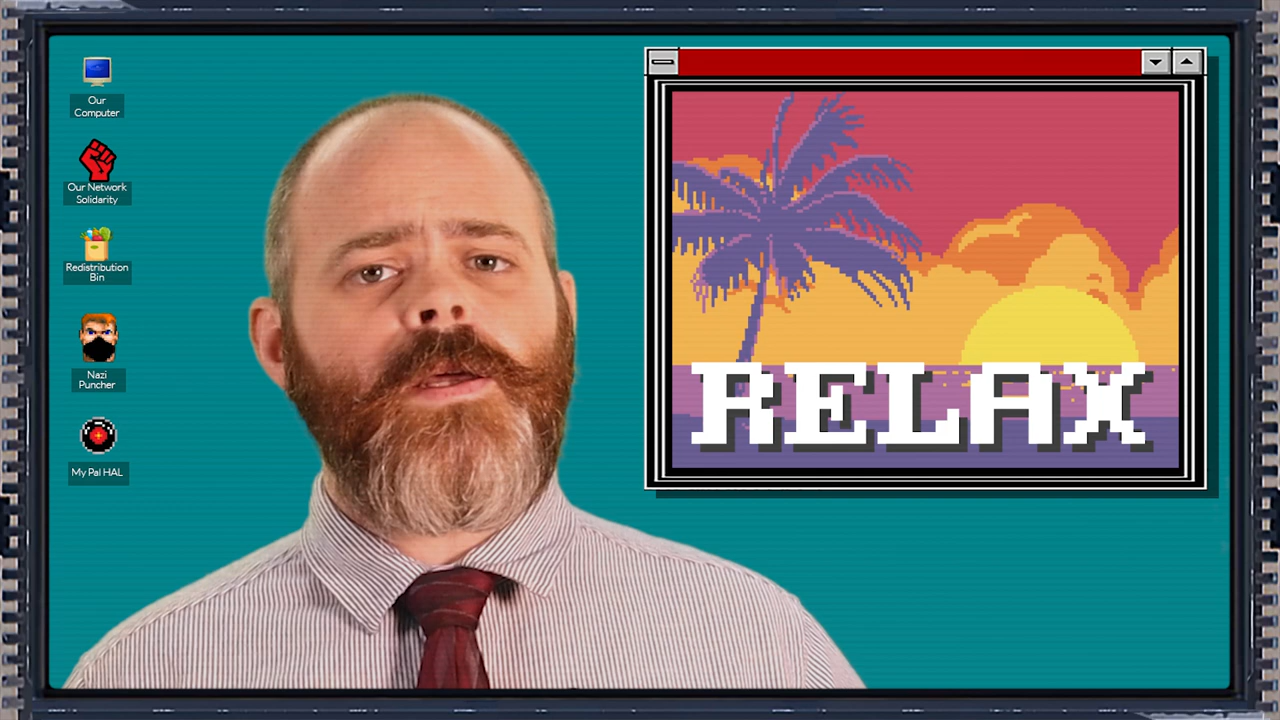 Our
Computer
Our Network
Solidarity
Redistribution
Bin
Nazi
Puncher
My Pal HAL
RELAX